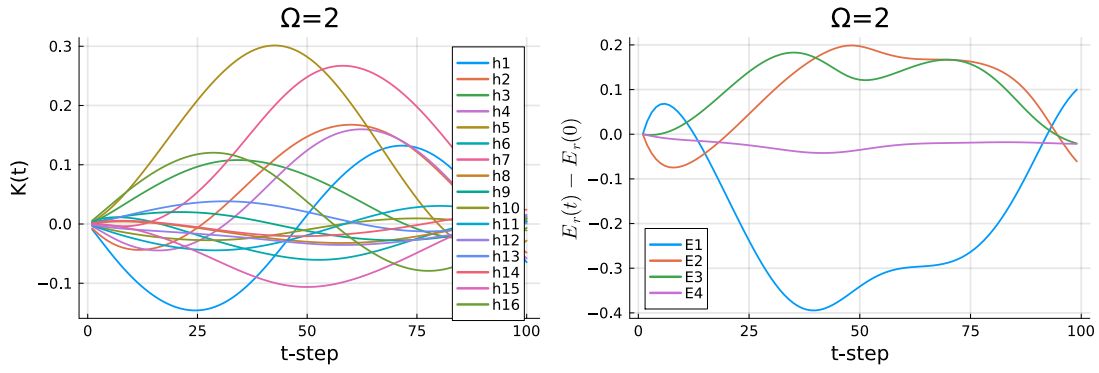 Ω=2
K(t)
0.3
0.2
0.1
0.0
−0.1
0
25
50
75
100
t-step
h1
h2
h3
h4
h5
h6
h7
h8
h9
h10
h11
h12
h13
h14
h15
h16
Ω=2
E_r(t) − E_r(0)
0.2
0.1
0.0
−0.1
−0.2
−0.3
−0.4
0
25
50
75
100
t-step
E1
E2
E3
E4